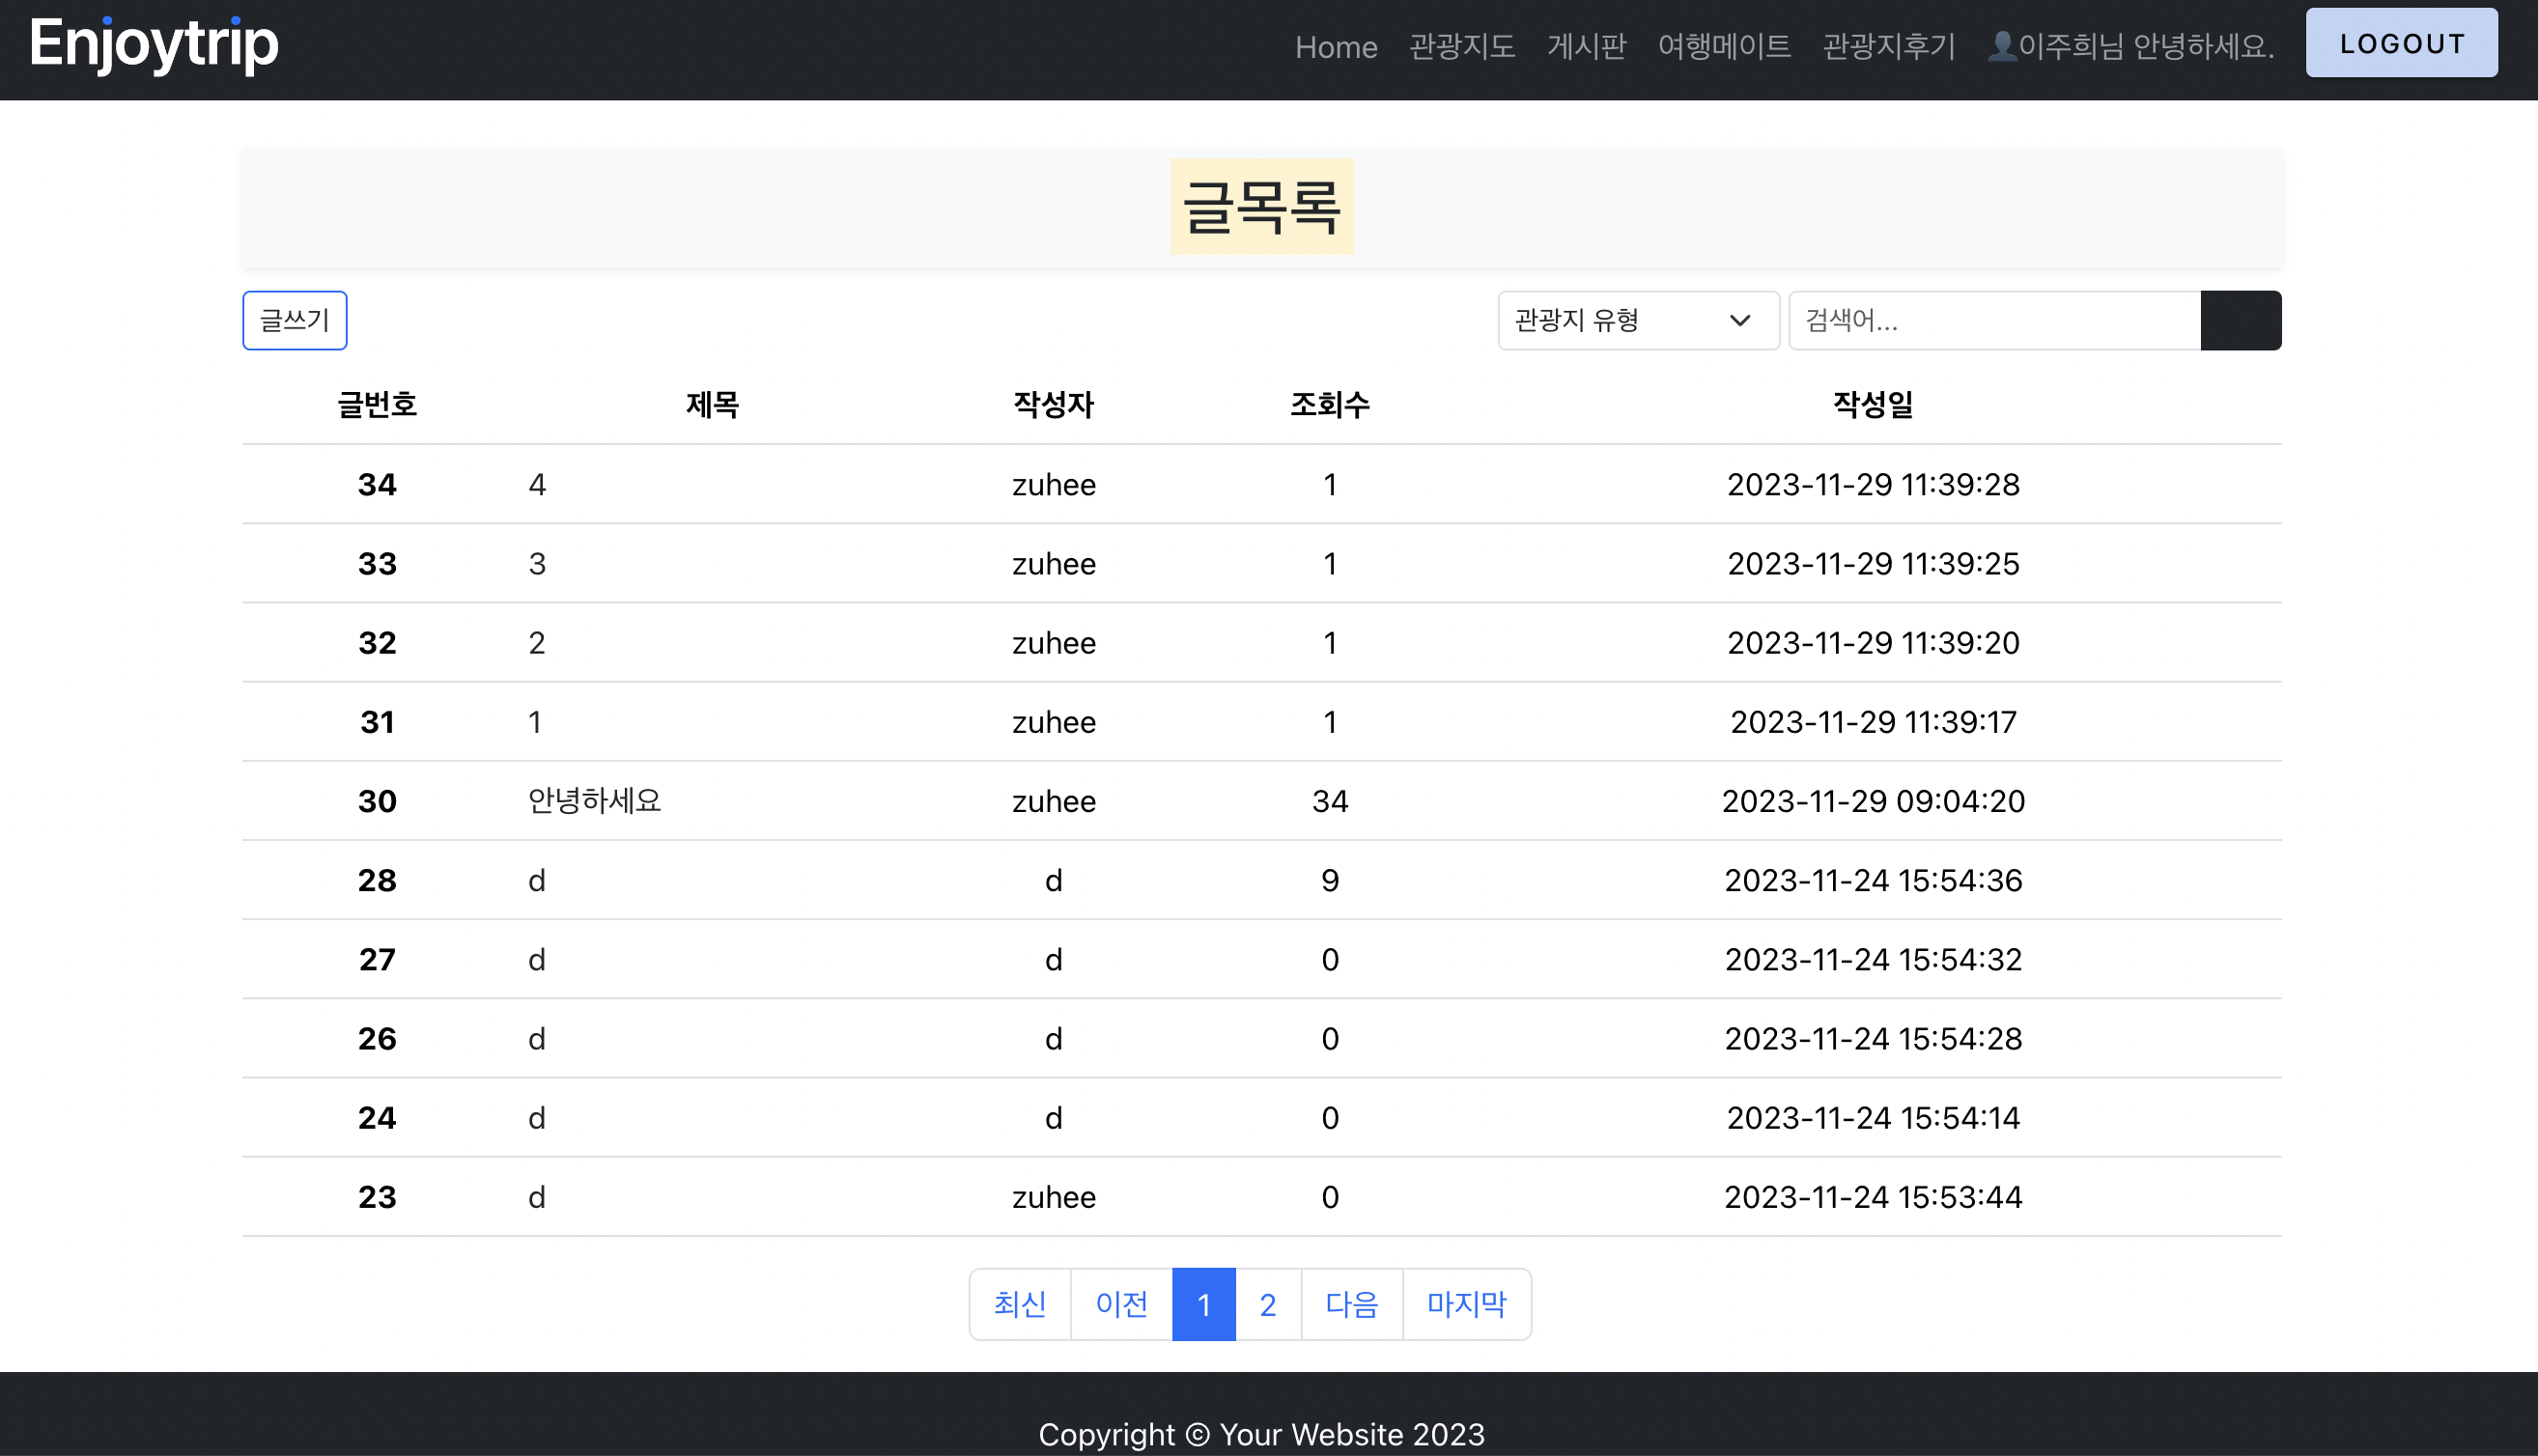 Enjoytrip
Home 관광지도 게시판 여행메이트 관광지후기 👤이주희님 안녕하세요. LOGOUT
글목록
글쓰기 관광지 유형 검색어...
글번호 제목 작성자 조회수 작성일
34 4 zuhee 1 2023-11-29 11:39:28
33 3 zuhee 1 2023-11-29 11:39:25
32 2 zuhee 1 2023-11-29 11:39:20
31 1 zuhee 1 2023-11-29 11:39:17
30 안녕하세요 zuhee 34 2023-11-29 09:04:20
28 d d 9 2023-11-24 15:54:36
27 d d 0 2023-11-24 15:54:32
26 d d 0 2023-11-24 15:54:28
24 d d 0 2023-11-24 15:54:14
23 d zuhee 0 2023-11-24 15:53:44
최신 이전 1 2 다음 마지막
Copyright © Your Website 2023